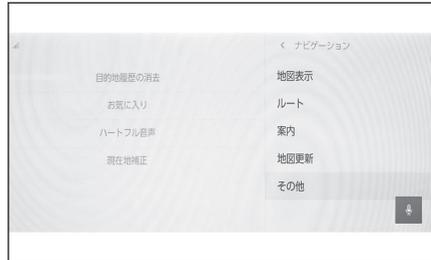 目的地履歴の消去
お気に入り
ハートフル音声
現在地補正
< ナビゲーション
地図表示
ルート
案内
地図更新
その他